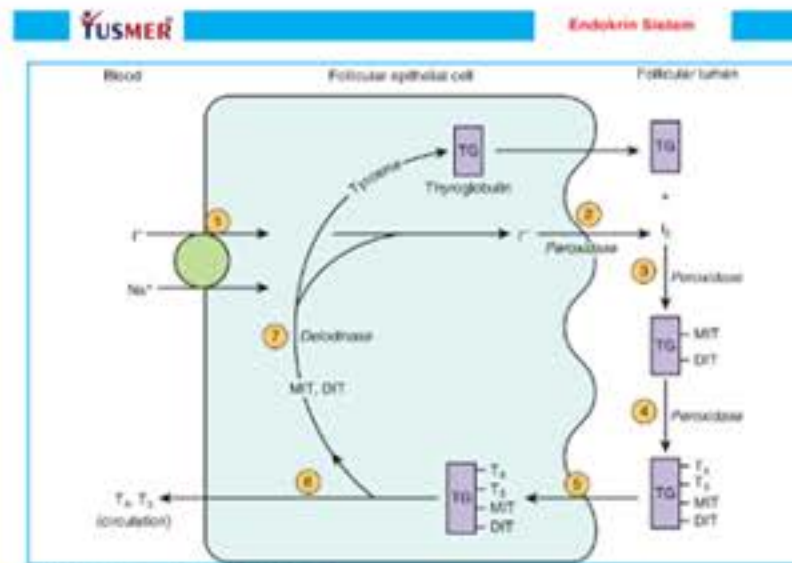 TUSMER
Endokrin Sistem
Blood
Follicular epithelial cell
Follicular lumen
TG
TG
Tyrosine
Thyroglobulin
+
1
2
I⁻
I⁻
I₂
Peroxidase
3
Peroxidase
Na⁺
7
Deiodinase
TG
MIT
DIT
MIT, DIT
4
Peroxidase
T₄
T₃
MIT
DIT
TG
T₄
T₃
MIT
DIT
TG
6
5
T₄, T₃
(circulation)